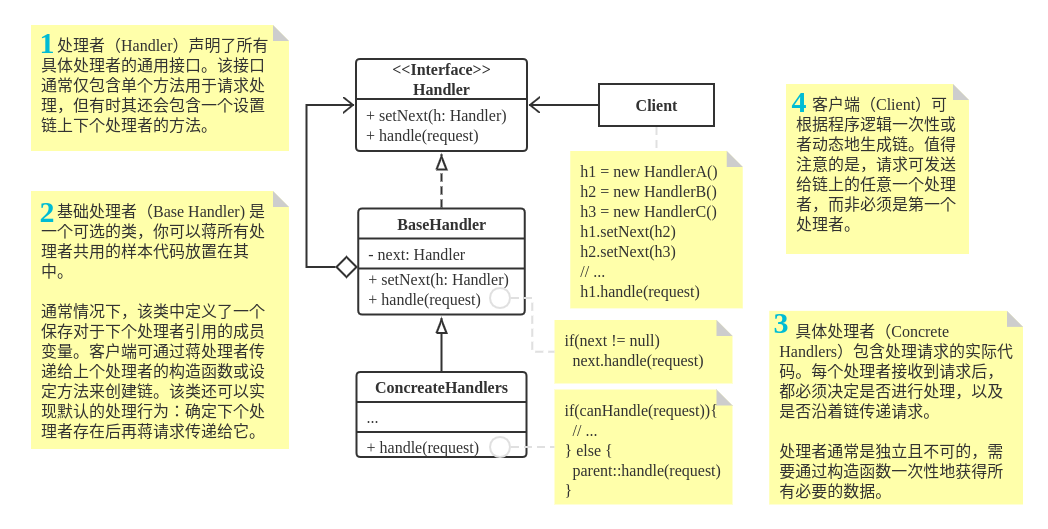 1 处理者（Handler）声明了所有
具体处理者的通用接口。该接口
通常仅包含单个方法用于请求处
理，但有时其还会包含一个设置
链上下个处理者的方法。
2 基础处理者（Base Handler) 是
一个可选的类，你可以蒋所有处
理者共用的样本代码放置在其
中。
通常情况下，该类中定义了一个
保存对于下个处理者引用的成员
变量。客户端可通过蒋处理者传
递给上个处理者的构造函数或设
定方法来创建链。该类还可以实
现默认的处理行为：确定下个处
理者存在后再蒋请求传递给它。
<<Interface>>
Handler
+ setNext(h: Handler)
+ handle(request)
BaseHandler
- next: Handler
+ setNext(h: Handler)
+ handle(request)
ConcreateHandlers
...
+ handle(request)
Client
h1 = new HandlerA()
h2 = new HandlerB()
h3 = new HandlerC()
h1.setNext(h2)
h2.setNext(h3)
// ...
h1.handle(request)
if(next != null)
next.handle(request)
if(canHandle(request)){
// ...
} else {
parent::handle(request)
}
4 客户端（Client）可
根据程序逻辑一次性或
者动态地生成链。值得
注意的是，请求可发送
给链上的任意一个处理
者，而非必须是第一个
处理者。
3 具体处理者（Concrete
Handlers）包含处理请求的实际代
码。每个处理者接收到请求后，
都必须决定是否进行处理，以及
是否沿着链传递请求。
处理者通常是独立且不可的，需
要通过构造函数一次性地获得所
有必要的数据。